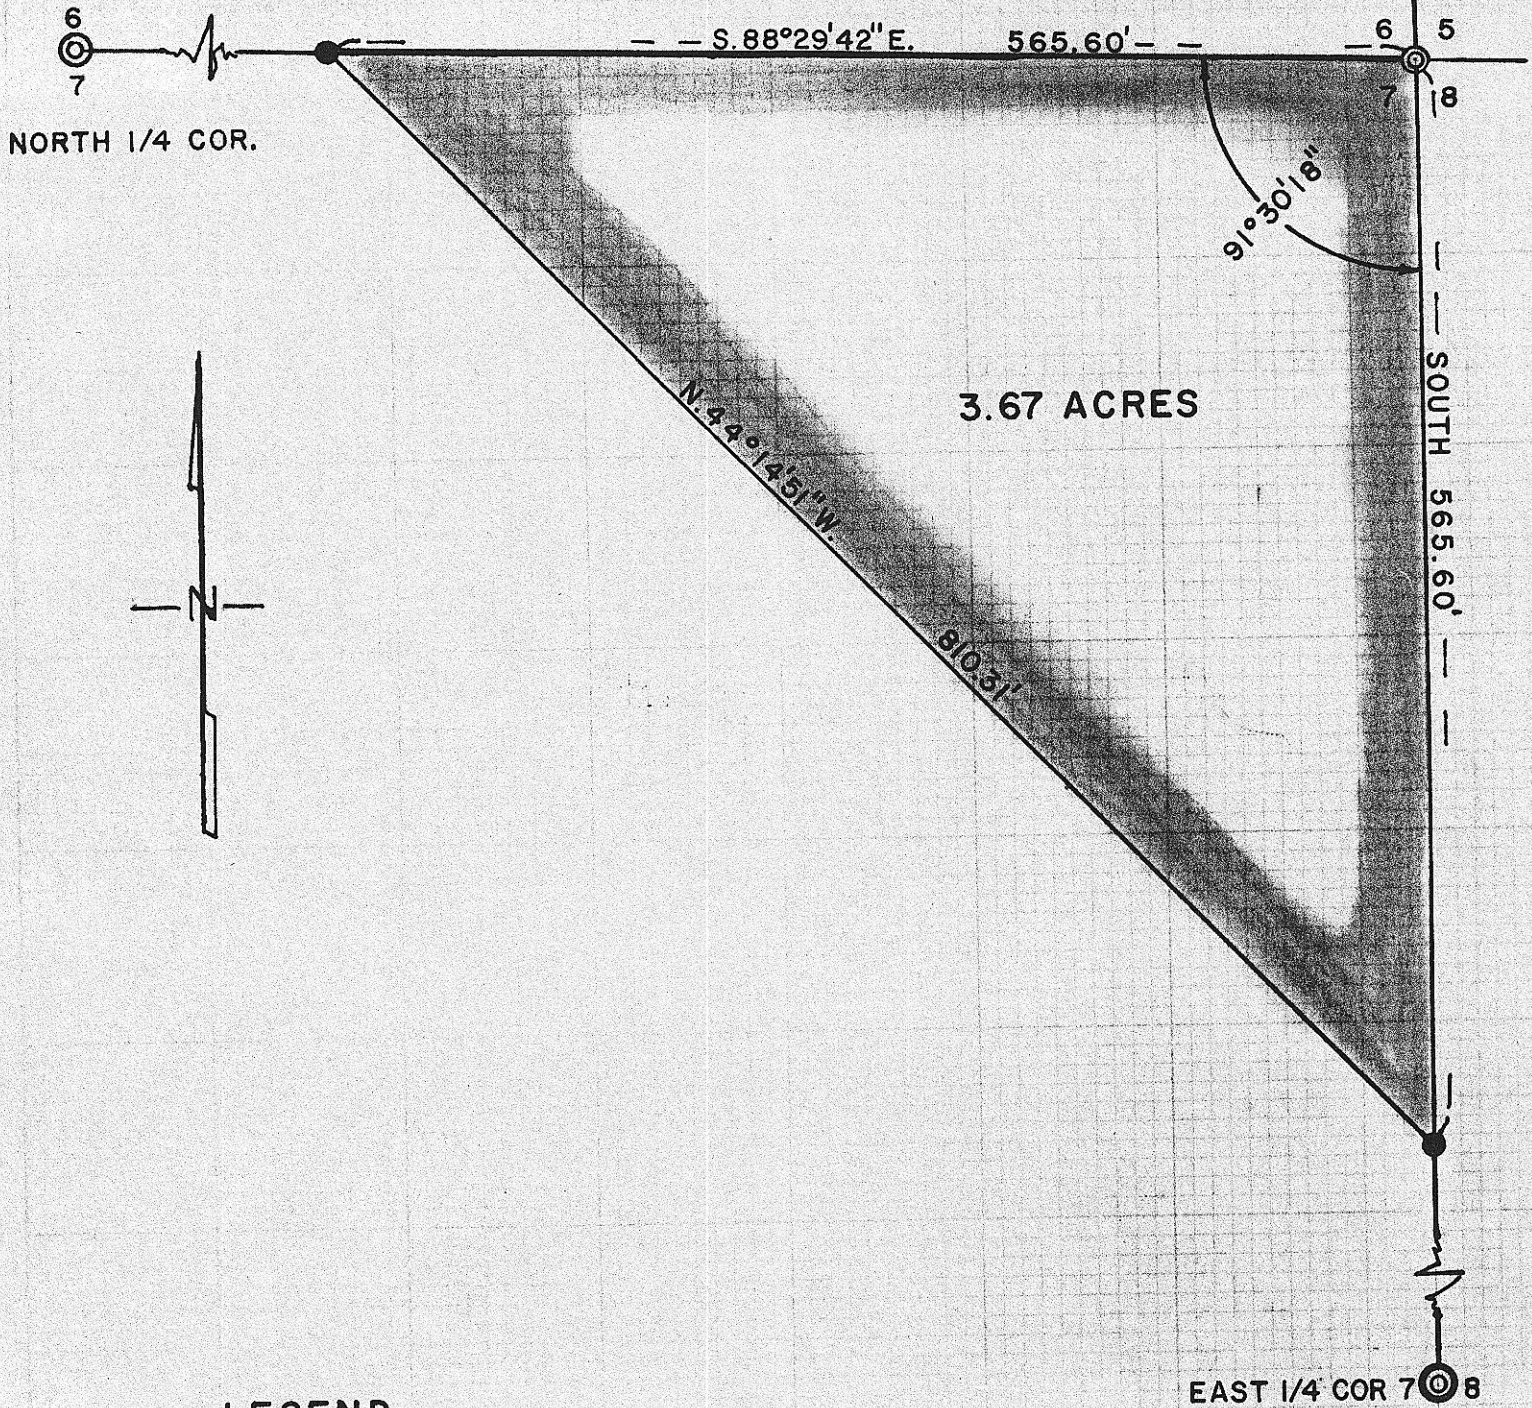 6
7
NORTH 1/4 COR.
S.88°29'42"E. 565.60'
6 5
7 8
91°30'18"
SOUTH 565.60'
3.67 ACRES
N.44°14'51"W.
810.31'
N
EAST 1/4 COR 7 8
LEGEND